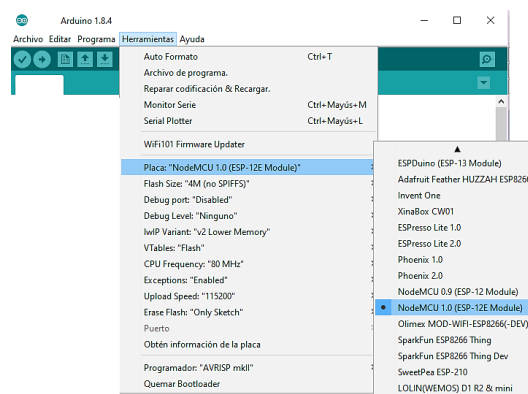 Arduino 1.8.4
Archivo Editar Programa Herramientas Ayuda
Auto Formato Ctrl+T
Archivo de programa.
Reparar codificación & Recargar.
Monitor Serie Ctrl+Mayús+M
Serial Plotter Ctrl+Mayús+L
WiFi101 Firmware Updater
Placa: "NodeMCU 1.0 (ESP-12E Module)"
Flash Size: "4M (no SPIFFS)"
Debug port: "Disabled"
Debug Level: "Ninguno"
lwIP Variant: "v2 Lower Memory"
VTables: "Flash"
CPU Frequency: "80 MHz"
Exceptions: "Enabled"
Upload Speed: "115200"
Erase Flash: "Only Sketch"
Puerto
Obtén información de la placa
Programador: "AVRISP mkII"
Quemar Bootloader
ESPDuino (ESP-13 Module)
Adafruit Feather HUZZAH ESP8266
Invent One
XinaBox CW01
ESPresso Lite 1.0
ESPresso Lite 2.0
Phoenix 1.0
Phoenix 2.0
NodeMCU 0.9 (ESP-12 Module)
NodeMCU 1.0 (ESP-12E Module)
Olimex MOD-WIFI-ESP8266(-DEV)
SparkFun ESP8266 Thing
SparkFun ESP8266 Thing Dev
SweetPea ESP-210
LOLIN(WEMOS) D1 R2 & mini